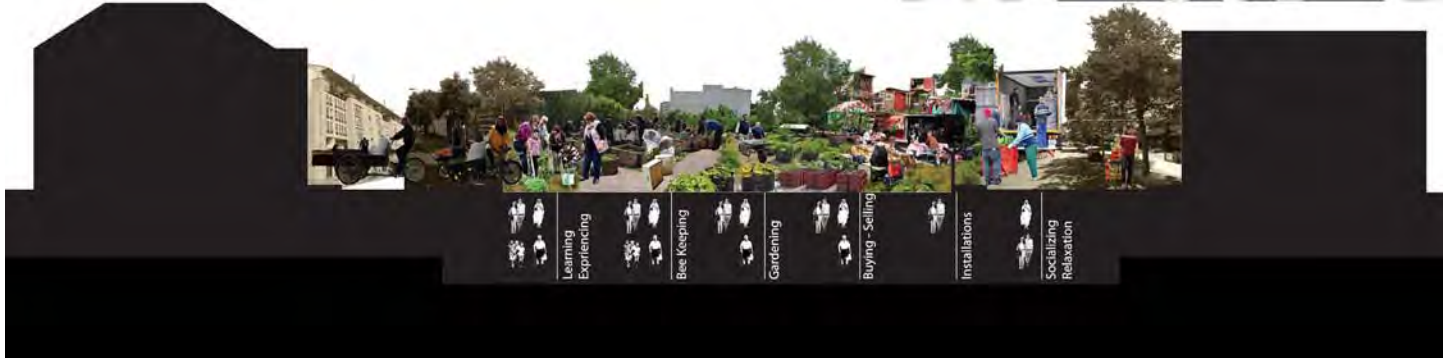 Learning
Expriencing
Bee Keeping
Gardening
Buying - Selling
Installations
Socializing
Relaxation